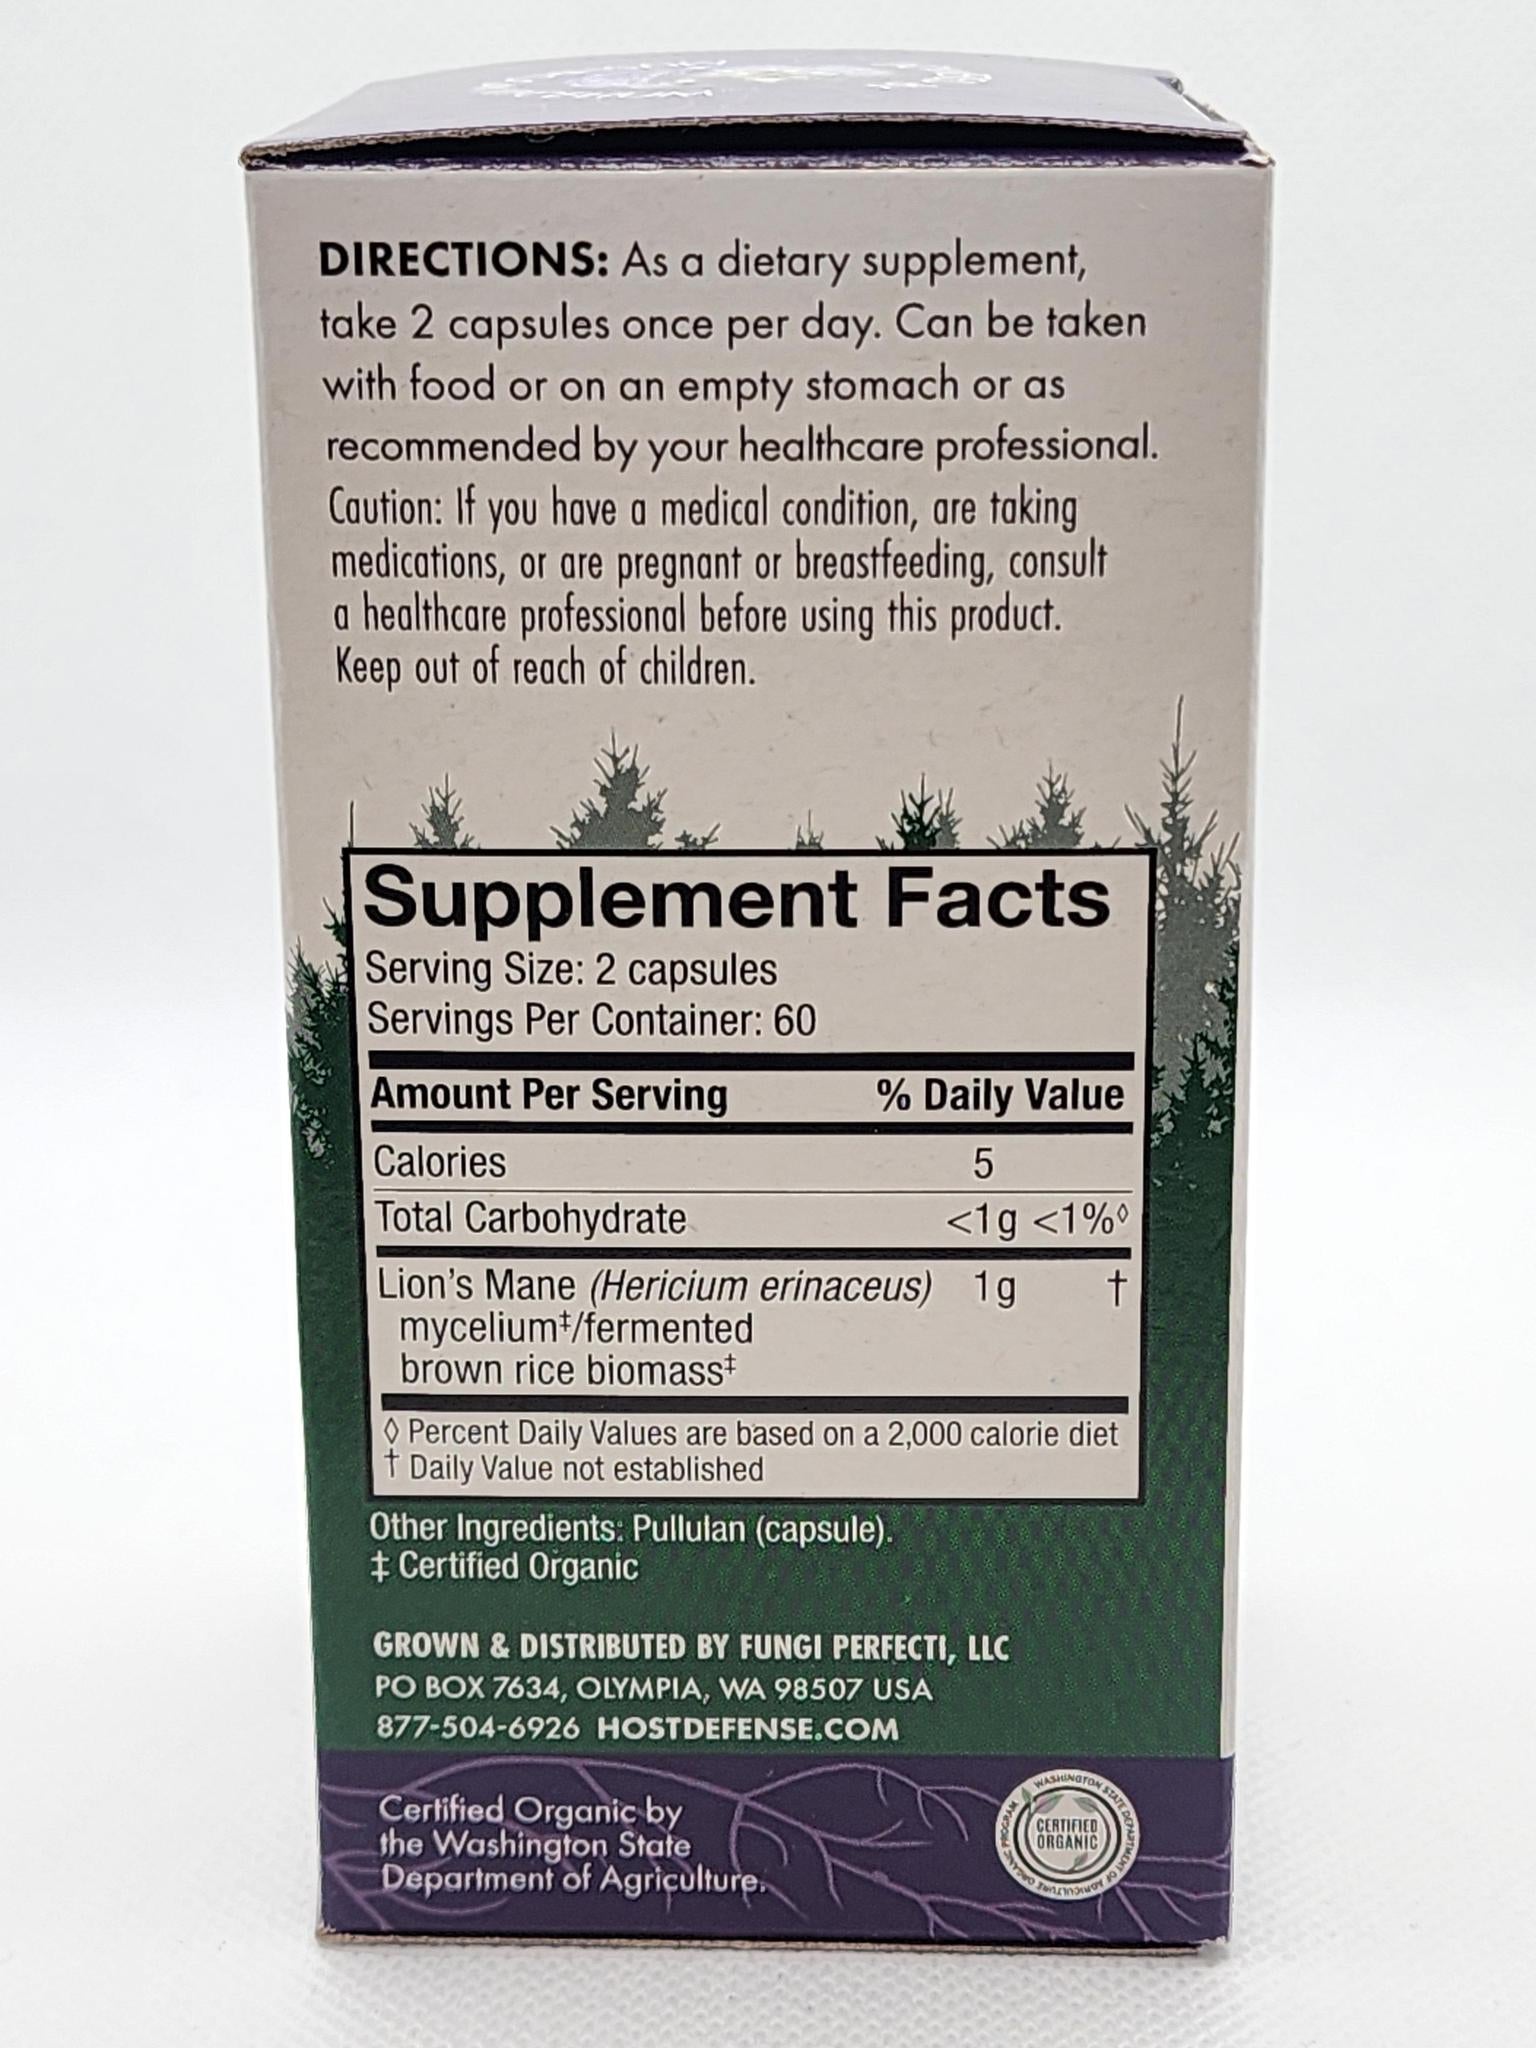 DIRECTIONS: As a dietary supplement,
take 2 capsules once per day. Can be taken
with food or on an empty stomach or as
recommended by your healthcare professional.
Caution: If you have a medical condition, are taking
medications, or are pregnant or breastfeeding, consult
a healthcare professional before using this product.
Keep out of reach of children.
Supplement Facts
Serving Size: 2 capsules
Servings Per Container: 60
Amount Per Serving % Daily Value
Calories 5
Total Carbohydrate <1g <1%◊
Lion's Mane (Hericium erinaceus) 1g †
mycelium‡/fermented
brown rice biomass‡
◊ Percent Daily Values are based on a 2,000 calorie diet
† Daily Value not established
Other Ingredients: Pullulan (capsule).
‡ Certified Organic
GROWN & DISTRIBUTED BY FUNGI PERFECTI, LLC
PO BOX 7634, OLYMPIA, WA 98507 USA
877-504-6926 HOSTDEFENSE.COM
Certified Organic by
the Washington State
Department of Agriculture.
WASHINGTON STATE DEPARTMENT OF AGRICULTURE ORGANIC PROGRAM
CERTIFIED
ORGANIC